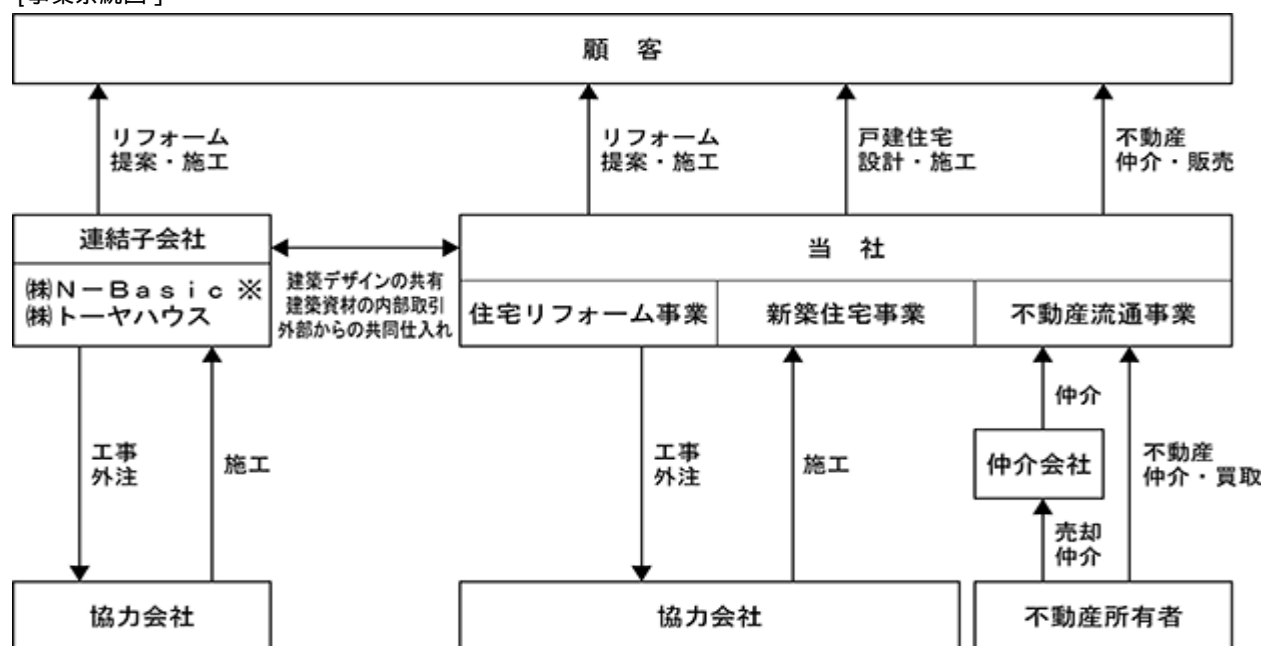 [事業系統図]
顧 客
リフォーム
提案・施工
リフォーム
提案・施工
戸建住宅
設計・施工
不動産
仲介・販売
連結子会社
㈱N-Basic ※
㈱トーヤハウス
建築デザインの共有
建築資材の内部取引
外部からの共同仕入れ
当 社
住宅リフォーム事業
新築住宅事業
不動産流通事業
工事
外注
施工
工事
外注
施工
仲介
仲介会社
売却
仲介
不動産
仲介・買取
協力会社
協力会社
不動産所有者